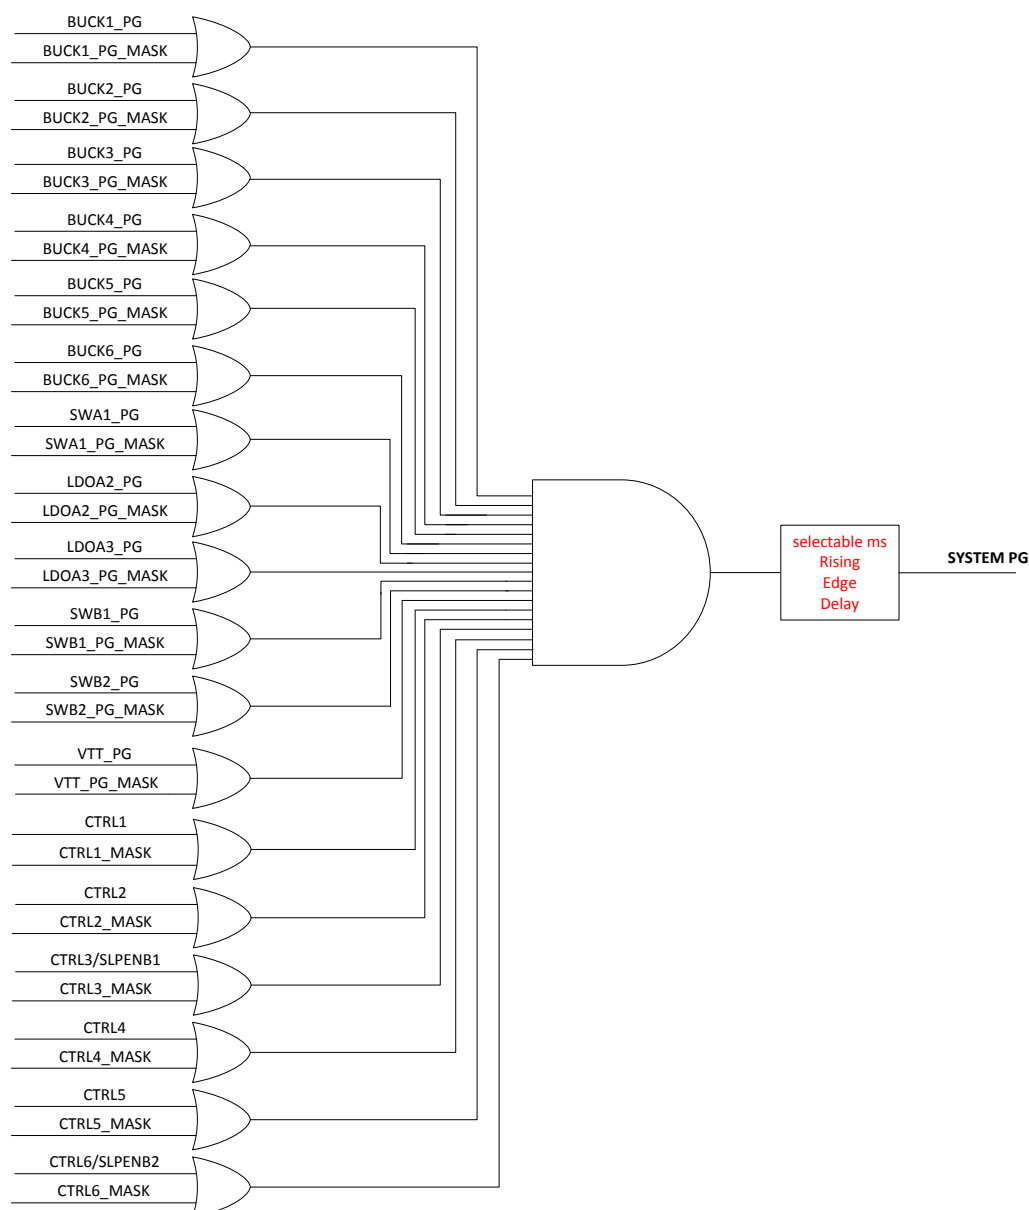 BUCK1_PG
BUCK1_PG_MASK
BUCK2_PG
BUCK2_PG_MASK
BUCK3_PG
BUCK3_PG_MASK
BUCK4_PG
BUCK4_PG_MASK
BUCK5_PG
BUCK5_PG_MASK
BUCK6_PG
BUCK6_PG_MASK
SWA1_PG
SWA1_PG_MASK
LDOA2_PG
LDOA2_PG_MASK
LDOA3_PG
LDOA3_PG_MASK
SWB1_PG
SWB1_PG_MASK
SWB2_PG
SWB2_PG_MASK
VTT_PG
VTT_PG_MASK
CTRL1
CTRL1_MASK
CTRL2
CTRL2_MASK
CTRL3/SLPENB1
CTRL3_MASK
CTRL4
CTRL4_MASK
CTRL5
CTRL5_MASK
CTRL6/SLPENB2
CTRL6_MASK
selectable ms
Rising
Edge
Delay
SYSTEM PG